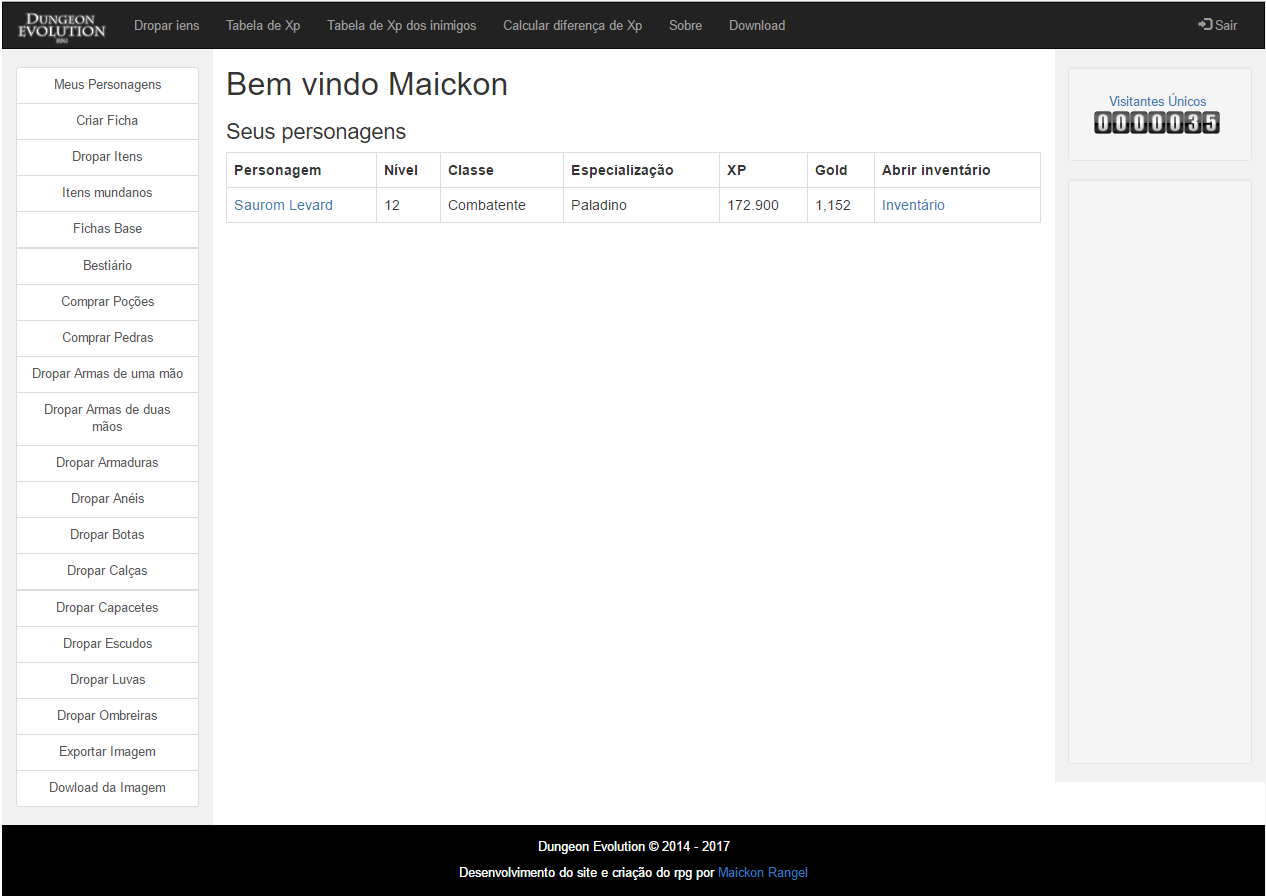 DUNGEON
EVOLUTION
RPG
Dropar iens
Tabela de Xp
Tabela de Xp dos inimigos
Calcular diferença de Xp
Sobre
Download
Sair
Meus Personagens
Criar Ficha
Dropar Itens
Itens mundanos
Fichas Base
Bestiário
Comprar Poções
Comprar Pedras
Dropar Armas de uma mão
Dropar Armas de duas
mãos
Dropar Armaduras
Dropar Anéis
Dropar Botas
Dropar Calças
Dropar Capacetes
Dropar Escudos
Dropar Luvas
Dropar Ombreiras
Exportar Imagem
Dowload da Imagem
Bem vindo Maickon
Seus personagens
Personagem Nível Classe Especialização XP Gold Abrir inventário
Saurom Levard 12 Combatente Paladino 172.900 1,152 Inventário
Visitantes Únicos
0000035
Dungeon Evolution © 2014 - 2017
Desenvolvimento do site e criação do rpg por Maickon Rangel